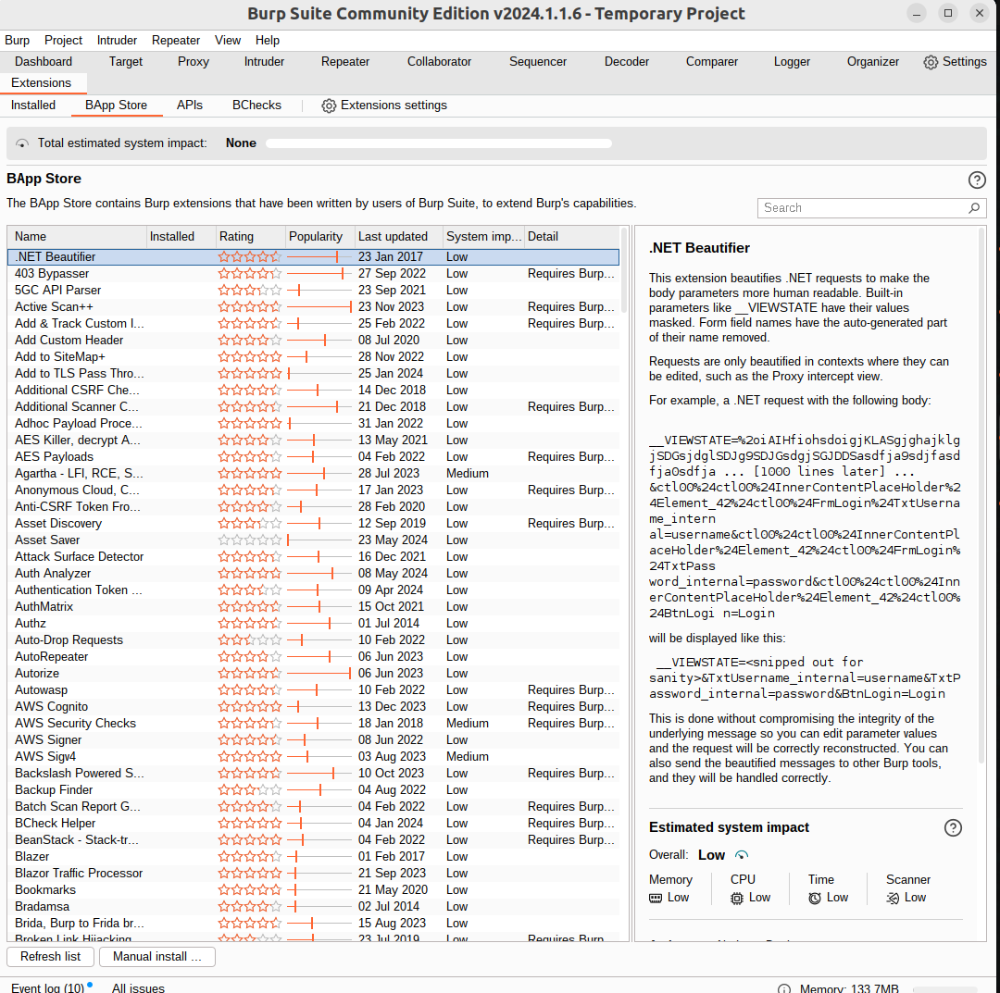 Burp Suite Community Edition v2024.1.1.6 - Temporary Project
Burp Project Intruder Repeater View Help
Dashboard Target Proxy Intruder Repeater Collaborator Sequencer Decoder Comparer Logger Organizer Settings
Extensions
Installed BApp Store APIs BChecks Extensions settings
Total estimated system impact: None
BApp Store
The BApp Store contains Burp extensions that have been written by users of Burp Suite, to extend Burp's capabilities.
Search
Name Installed Rating Popularity Last updated System imp... Detail
.NET Beautifier 23 Jan 2017 Low
403 Bypasser 27 Sep 2022 Low Requires Burp...
5GC API Parser 23 Sep 2021 Low
Active Scan++ 23 Nov 2023 Low Requires Burp...
Add & Track Custom I... 25 Feb 2022 Low Requires Burp...
Add Custom Header 08 Jul 2020 Low
Add to SiteMap+ 28 Nov 2022 Low
Add to TLS Pass Thro... 25 Jan 2024 Low
Additional CSRF Che... 14 Dec 2018 Low
Additional Scanner C... 21 Dec 2018 Low Requires Burp...
Adhoc Payload Proce... 31 Jan 2022 Low
AES Killer, decrypt A... 13 May 2021 Low
AES Payloads 04 Feb 2022 Low Requires Burp...
Agartha - LFI, RCE, S... 28 Jul 2023 Medium
Anonymous Cloud, C... 17 Jan 2023 Low Requires Burp...
Anti-CSRF Token Fro... 28 Feb 2020 Low
Asset Discovery 12 Sep 2019 Low Requires Burp...
Asset Saver 23 May 2024 Low
Attack Surface Detector 16 Dec 2021 Low
Auth Analyzer 08 May 2024 Low
Authentication Token ... 09 Apr 2024 Low
AuthMatrix 15 Oct 2021 Low
Authz 01 Jul 2014 Low
Auto-Drop Requests 10 Feb 2022 Low
AutoRepeater 06 Jun 2023 Low
Autorize 06 Jun 2023 Low
Autowasp 10 Feb 2022 Low Requires Burp...
AWS Cognito 13 Dec 2023 Low Requires Burp...
AWS Security Checks 18 Jan 2018 Medium Requires Burp...
AWS Signer 08 Jun 2022 Low
AWS Sigv4 03 Aug 2023 Medium
Backslash Powered S... 10 Oct 2023 Low Requires Burp...
Backup Finder 04 Aug 2022 Low
Batch Scan Report G... 04 Feb 2022 Low Requires Burp...
BCheck Helper 04 Jan 2024 Low Requires Burp...
BeanStack - Stack-tr... 04 Feb 2022 Low Requires Burp...
Blazer 01 Feb 2017 Low
Blazor Traffic Processor 21 Sep 2023 Low
Bookmarks 21 May 2020 Low
Bradamsa 02 Jul 2014 Low
Brida, Burp to Frida br... 15 Aug 2023 Low
Broken Link Hijacking 23 Jul 2019 Low Requires Burp
.NET Beautifier
This extension beautifies .NET requests to make the
body parameters more human readable. Built-in
parameters like __VIEWSTATE have their values
masked. Form field names have the auto-generated part
of their name removed.
Requests are only beautified in contexts where they can
be edited, such as the Proxy intercept view.
For example, a .NET request with the following body:
__VIEWSTATE=%2oiAIHfiohsdoigjKLASgjghajklg
jSDGsjdglSDJg9SDJGsdgjSGJDDSasdfja9sdjfasd
fja0sdfja ... [1000 lines later] ...
&ctl00%24ctl00%24InnerContentPlaceHolder%2
4Element_42%24ctl00%24FrmLogin%24TxtUserna
me_intern
al=username&ctl00%24ctl00%24InnerContentPl
aceHolder%24Element_42%24ctl00%24FrmLogin%
24TxtPass
word_internal=password&ctl00%24ctl00%24Inn
erContentPlaceHolder%24Element_42%24ctl00%
24BtnLogi n=Login
will be displayed like this:
__VIEWSTATE=<snipped out for
sanity>&TxtUsername_internal=username&TxtP
assword_internal=password&BtnLogin=Login
This is done without compromising the integrity of the
underlying message so you can edit parameter values
and the request will be correctly reconstructed. You can
also send the beautified messages to other Burp tools,
and they will be handled correctly.
Estimated system impact
Overall: Low
Memory CPU Time Scanner
Low Low Low Low
Refresh list Manual install ...
Event log (10) All issues Memory: 133.7MB